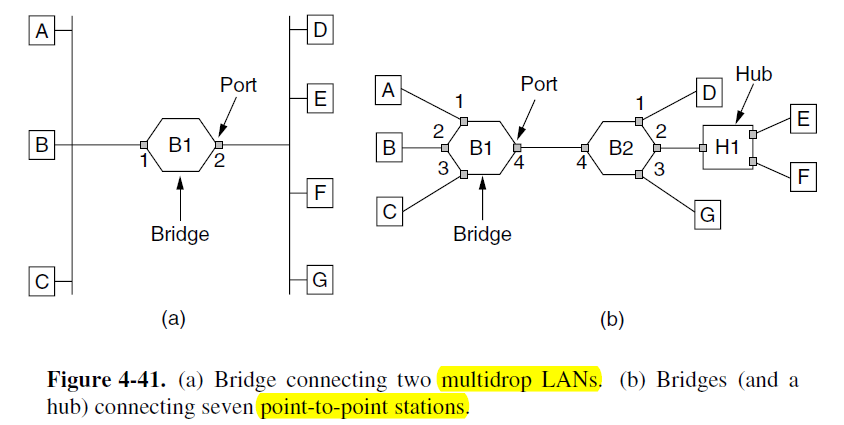 A
B
C
1
B1
2
Port
Bridge
D
E
F
G
(a)
A
B
C
1
2
3
B1
4
Port
Bridge
4
B2
1
2
3
D
Hub
H1
E
F
G
(b)
Figure 4-41. (a) Bridge connecting two multidrop LANs. (b) Bridges (and a
hub) connecting seven point-to-point stations.